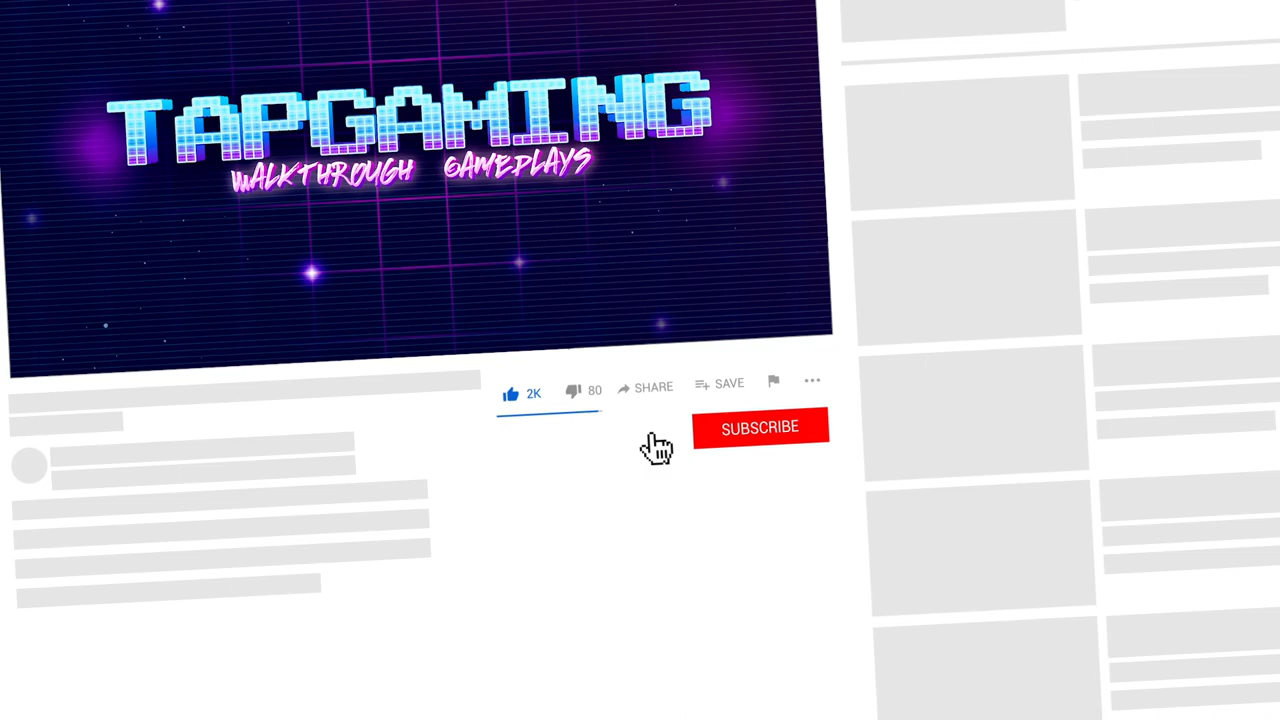 TAPGAMING
WALKTHROUGH GAMEPLAYS
2K 80 SHARE SAVE
SUBSCRIBE